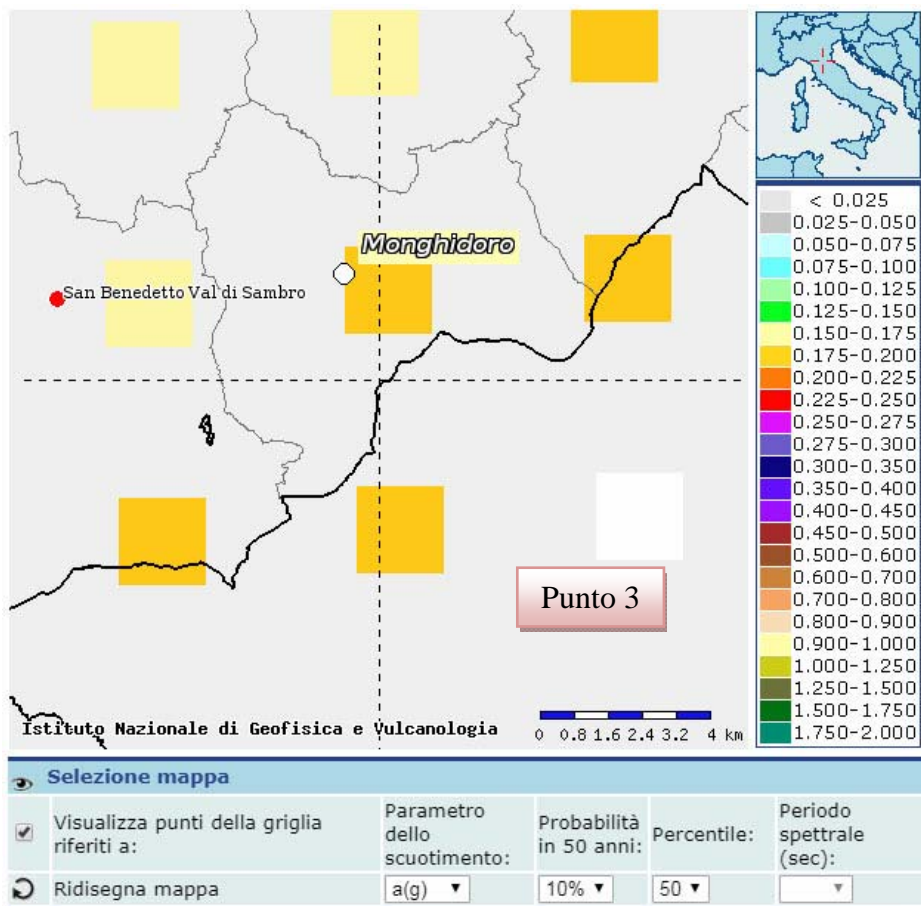 Monghidoro
San Benedetto Val di Sambro
Punto 3
Istituto Nazionale di Geofisica e Vulcanologia
0 0.8 1.6 2.4 3.2 4 km
< 0.025
0.025-0.050
0.050-0.075
0.075-0.100
0.100-0.125
0.125-0.150
0.150-0.175
0.175-0.200
0.200-0.225
0.225-0.250
0.250-0.275
0.275-0.300
0.300-0.350
0.350-0.400
0.400-0.450
0.450-0.500
0.500-0.600
0.600-0.700
0.700-0.800
0.800-0.900
0.900-1.000
1.000-1.250
1.250-1.500
1.500-1.750
1.750-2.000
Selezione mappa
Visualizza punti della griglia
riferiti a:
Parametro
dello
scuotimento:
Probabilità
in 50 anni:
Percentile:
Periodo
spettrale
(sec):
Ridisegna mappa
a(g)
10%
50